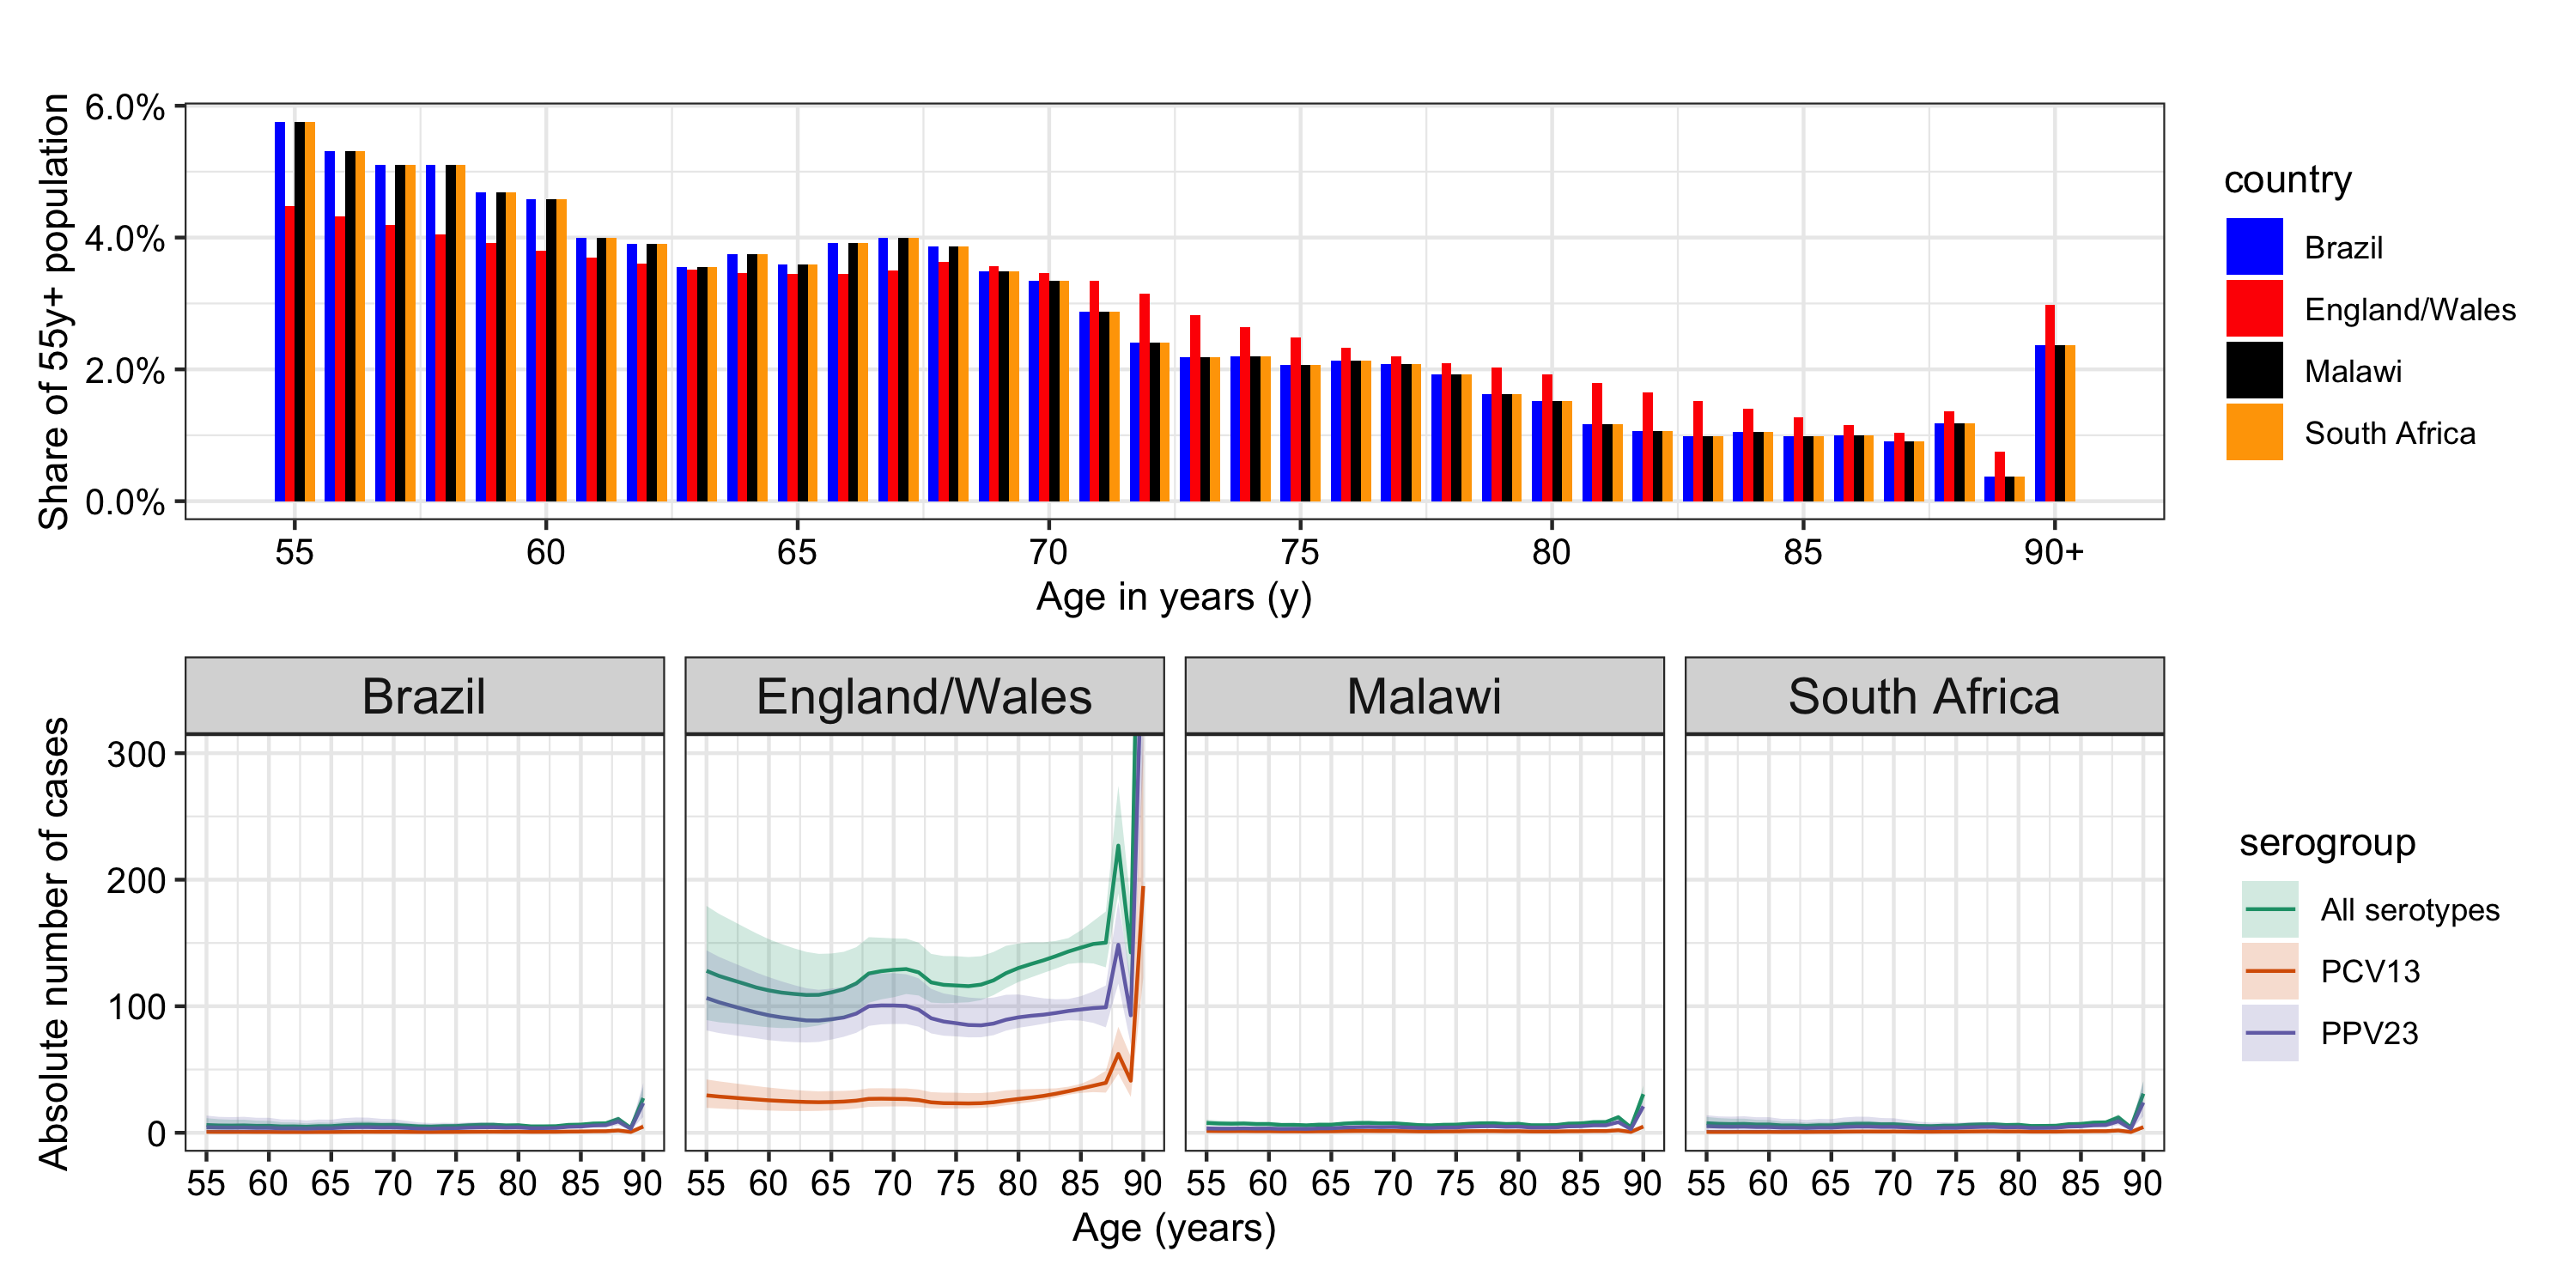 Share of 55y+ population
6.0%
4.0%
2.0%
0.0%
55 60 65 70 75 80 85 90+
Age in years (y)
country
Brazil
England/Wales
Malawi
South Africa
Brazil England/Wales Malawi South Africa
Absolute number of cases
300
200
100
0
55 60 65 70 75 80 85 90 55 60 65 70 75 80 85 90 55 60 65 70 75 80 85 90 55 60 65 70 75 80 85 90
Age (years)
serogroup
All serotypes
PCV13
PPV23